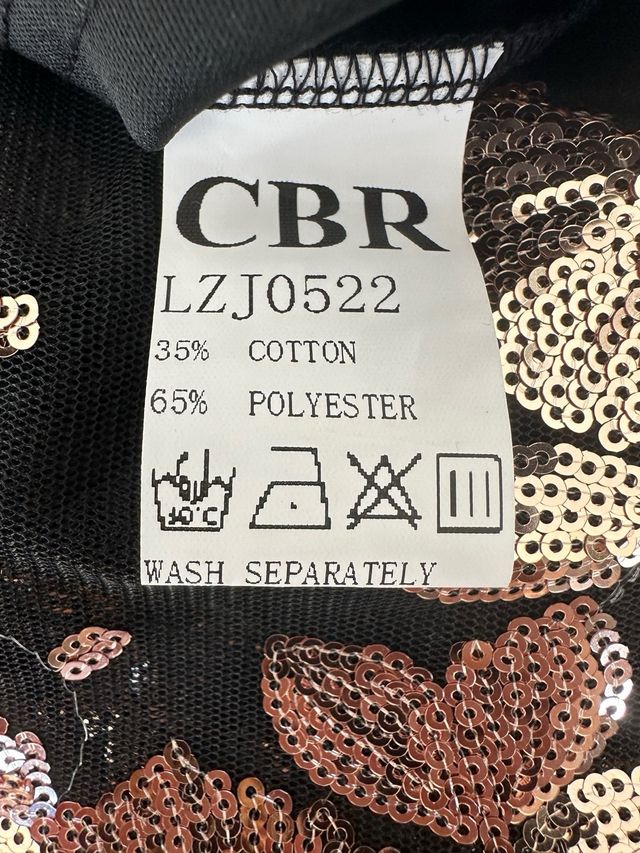 CBR
LZJ0522
35% COTTON
65% POLYESTER
WASH SEPARATELY